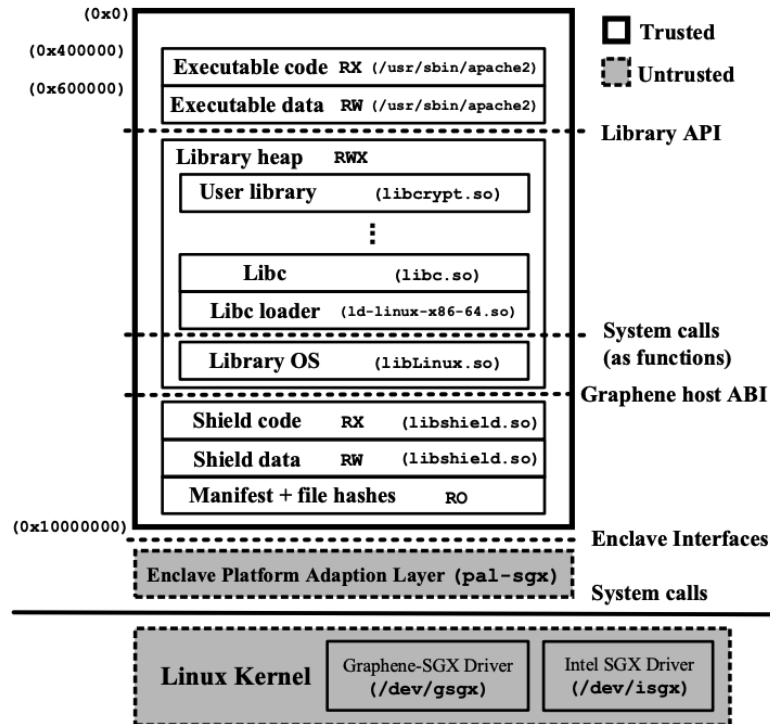 (0x0)
(0x400000)
Executable code RX (/usr/sbin/apache2)
(0x600000)
Executable data RW (/usr/sbin/apache2)
Trusted
Untrusted
Library API
Library heap RWX
User library (libcrypt.so)
⋮
Libc (libc.so)
Libc loader (ld-linux-x86-64.so)
System calls
(as functions)
Library OS (libLinux.so)
Graphene host ABI
Shield code RX (libshield.so)
Shield data RW (libshield.so)
Manifest + file hashes RO
(0x10000000)
Enclave Interfaces
Enclave Platform Adaption Layer (pal-sgx)
System calls
Linux Kernel
Graphene-SGX Driver
(/dev/gsgx)
Intel SGX Driver
(/dev/isgx)